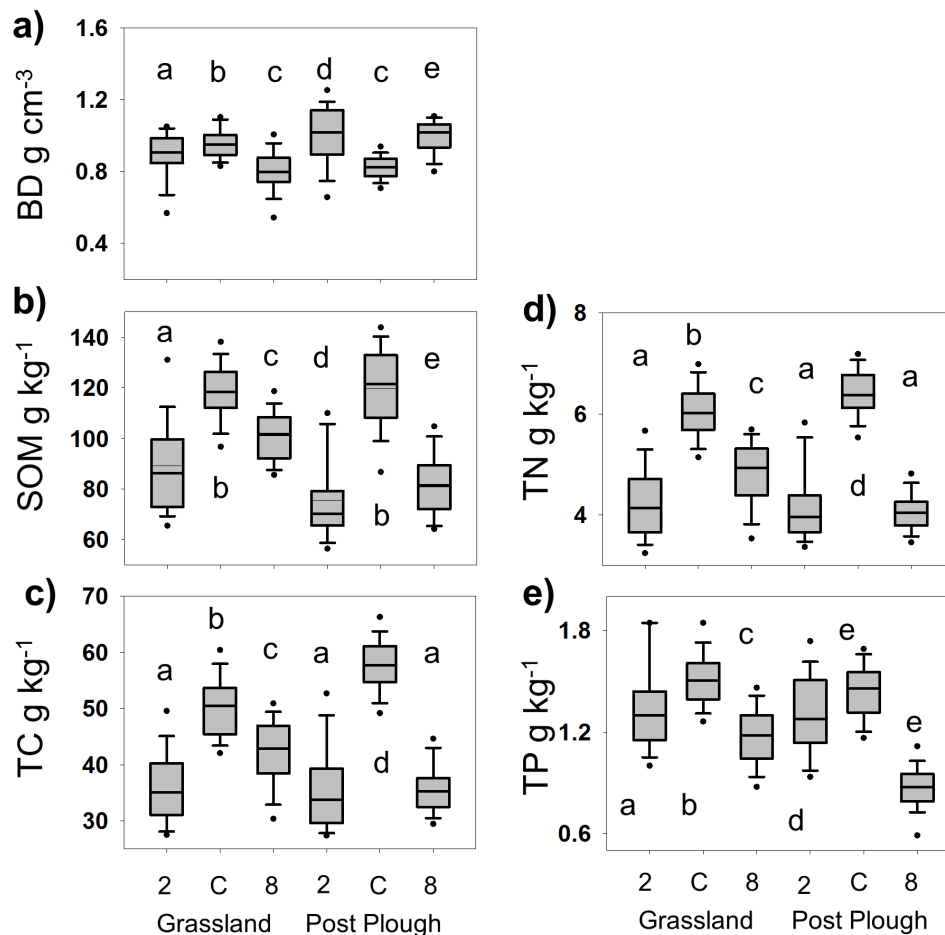 a)
BD g cm-3
1.6
1.2
0.8
0.4
a b c d c e
b)
SOM g kg-1
140
120
100
80
60
a c d e
b b
c)
TC g kg-1
70
60
50
40
30
a b c a a
d
2 C 8 2 C 8
Grassland Post Plough
d)
TN g kg-1
8
6
4
a b c a a
d
e)
TP g kg-1
1.8
1.2
0.6
c e
e
a b d
2 C 8 2 C 8
Grassland Post Plough